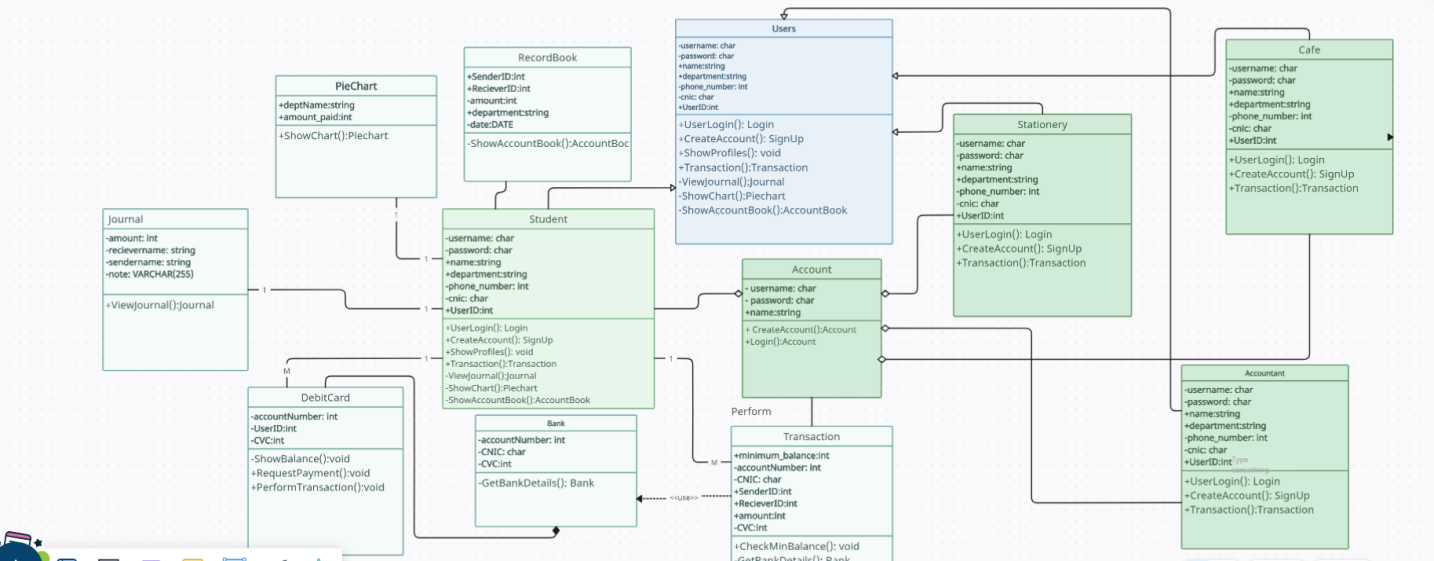 Users
-username: char
-password: char
+name:string
+department:string
-phone_number: int
-cnic: char
+UserID:int
+UserLogin(): Login
+CreateAccount(): SignUp
+ShowProfiles(): void
+Transaction():Transaction
-ViewJournal():Journal
-ShowChart():Piechart
-ShowAccountBook():AccountBook
Cafe
-username: char
-password: char
+name:string
+department:string
-phone_number: int
-cnic: char
+UserID:int
+UserLogin(): Login
+CreateAccount(): SignUp
+Transaction():Transaction
RecordBook
+SenderID:int
+RecieverID:int
-amount:int
+department:string
-date:DATE
-ShowAccountBook():AccountBoc
PieChart
+deptName:string
+amount_paid:int
+ShowChart():Piechart
Stationery
-username: char
-password: char
+name:string
+department:string
-phone_number: int
-cnic: char
+UserID:int
+UserLogin(): Login
+CreateAccount(): SignUp
+Transaction():Transaction
Journal
-amount: int
-recievername: string
-sendername: string
-note: VARCHAR(255)
+ViewJournal():Journal
Student
-username: char
-password: char
+name:string
+department:string
-phone_number: int
-cnic: char
+UserID:int
+UserLogin(): Login
+CreateAccount(): SignUp
+ShowProfiles(): void
+Transaction():Transaction
-ViewJournal():Journal
-ShowChart():Piechart
-ShowAccountBook():AccountBook
1
1
1
1
1
M
1
M
Account
- username: char
- password: char
+name:string
+ CreateAccount():Account
+Login():Account
Accountant
-username: char
-password: char
+name:string
+department:string
-phone_number: int
-cnic: char
+UserID:int
Type
something
+UserLogin(): Login
+CreateAccount(): SignUp
+Transaction():Transaction
DebitCard
-accountNumber: int
-UserID:int
-CVC:int
-ShowBalance():void
+RequestPayment():void
+PerformTransaction():void
Bank
-accountNumber: int
-CNIC: char
-CVC:int
-GetBankDetails(): Bank
<<use>>
Perform
Transaction
+minimum_balance:int
-accountNumber: int
-CNIC: char
+SenderID:int
+RecieverID:int
+amount:int
-CVC:int
+CheckMinBalance(): void
-GetBankDetails(): Bank